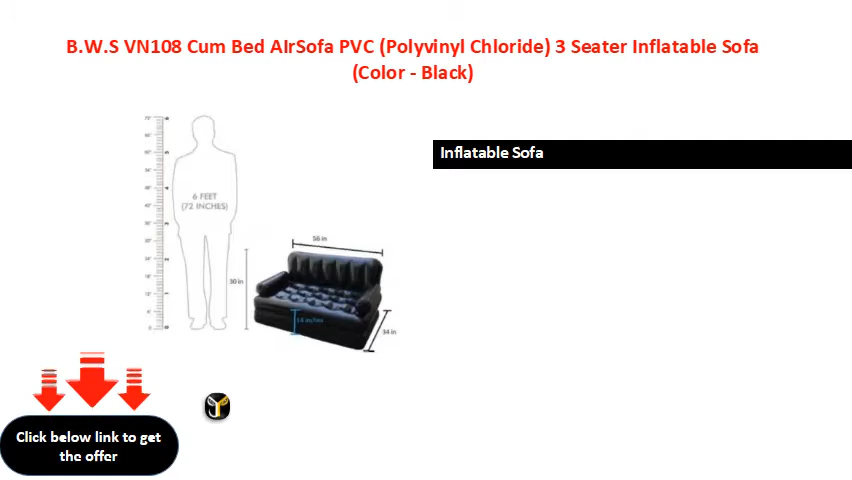 B.W.S VN108 Cum Bed AIrSofa PVC (Polyvinyl Chloride) 3 Seater Inflatable Sofa
(Color - Black)
Inflatable Sofa
6 FEET
(72 INCHES)
56 in
30 in
34 in
Click below link to get
the offer